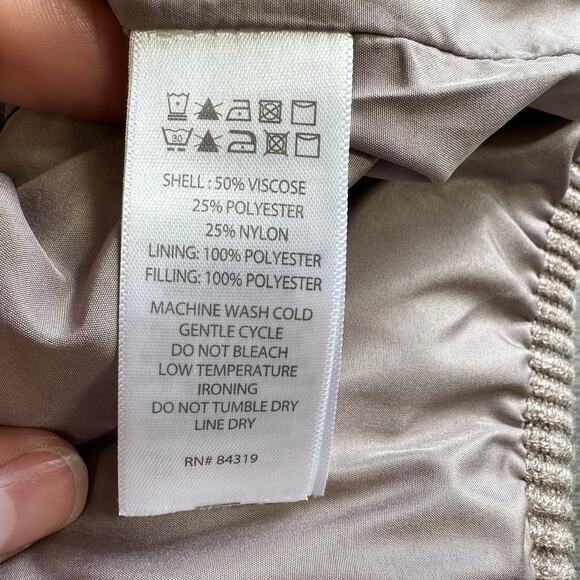 30
SHELL : 50% VISCOSE
25% POLYESTER
25% NYLON
LINING: 100% POLYESTER
FILLING: 100% POLYESTER
MACHINE WASH COLD
GENTLE CYCLE
DO NOT BLEACH
LOW TEMPERATURE
IRONING
DO NOT TUMBLE DRY
LINE DRY
RN# 84319